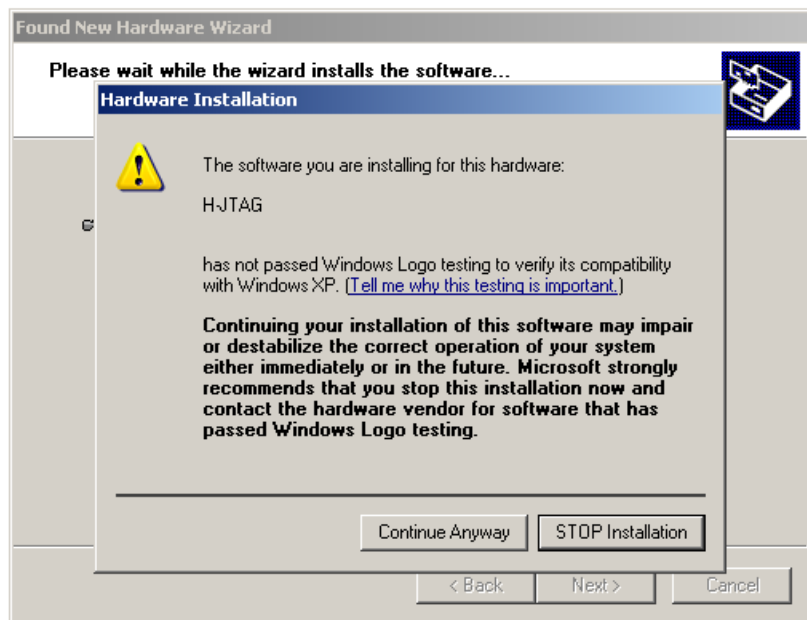 Found New Hardware Wizard
Please wait while the wizard installs the software...
Hardware Installation
The software you are installing for this hardware:
H-JTAG
has not passed Windows Logo testing to verify its compatibility
with Windows XP. (Tell me why this testing is important.)
Continuing your installation of this software may impair
or destabilize the correct operation of your system
either immediately or in the future. Microsoft strongly
recommends that you stop this installation now and
contact the hardware vendor for software that has
passed Windows Logo testing.
Continue Anyway
STOP Installation
< Back
Next >
Cancel